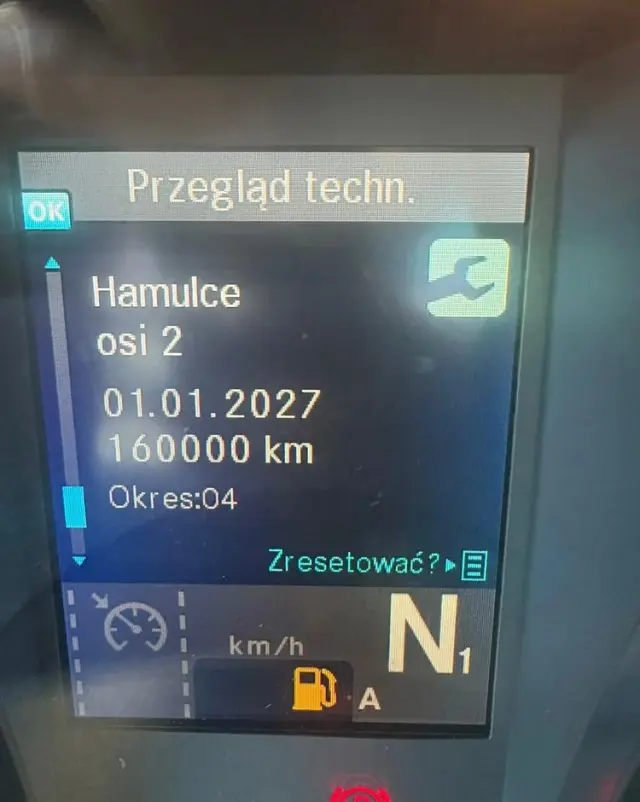 Przegląd techn.
OK
Hamulce
osi 2
01.01.2027
160000 km
Okres:04
Zresetować?
km/h
N1
A